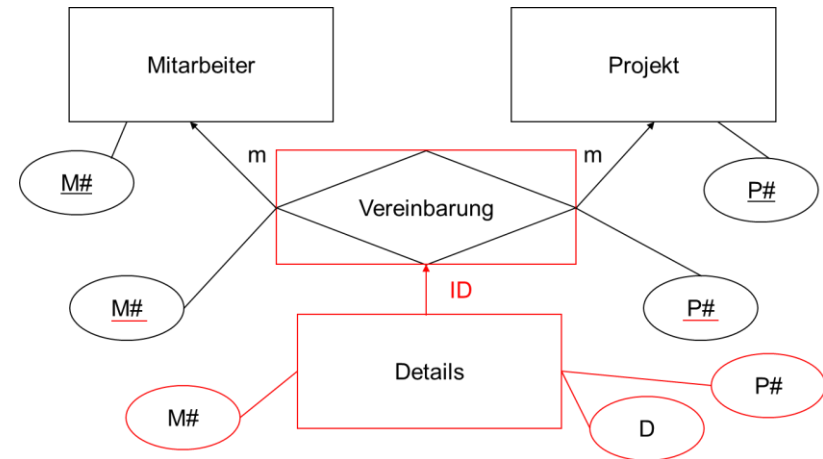 Mitarbeiter
Projekt
m
m
M#
P#
Vereinbarung
M#
P#
ID
Details
M#
P#
D